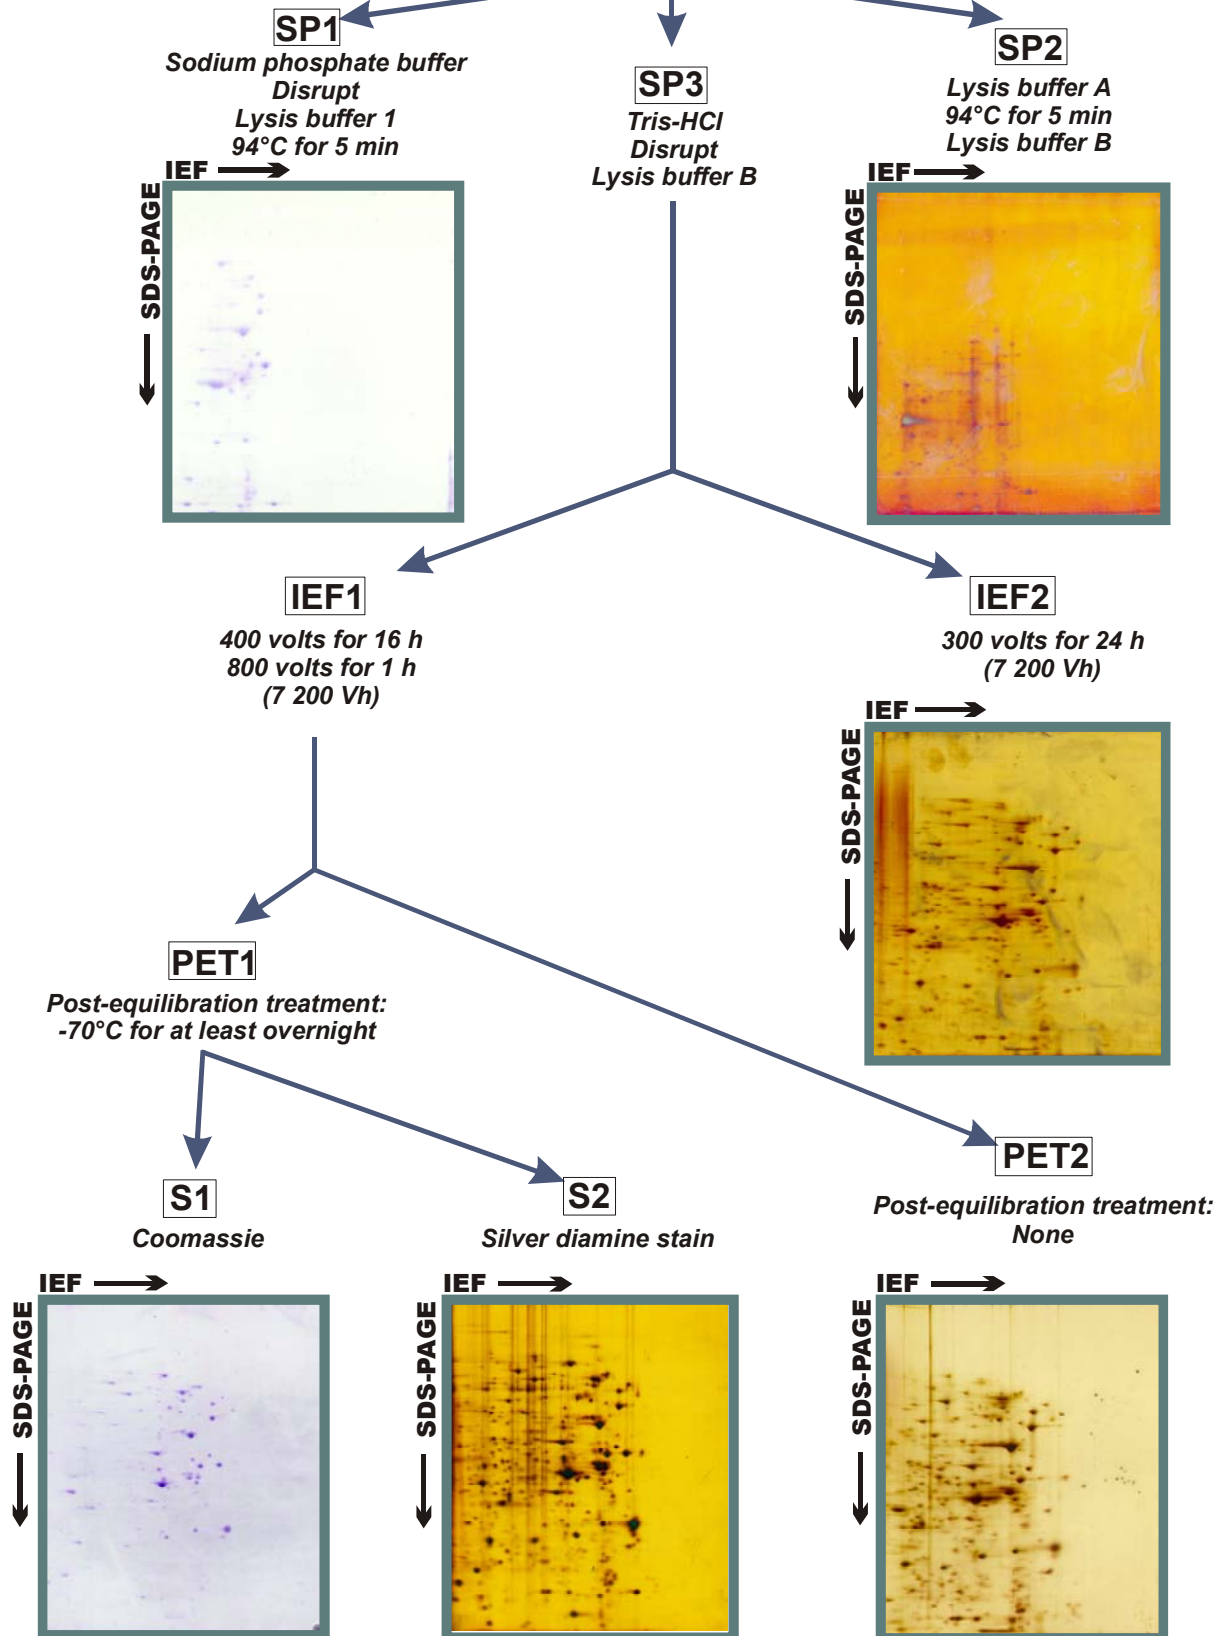 SP1
Sodium phosphate buffer
Disrupt
Lysis buffer 1
94°C for 5 min
IEF
SDS-PAGE
SP3
Tris-HCl
Disrupt
Lysis buffer B
SP2
Lysis buffer A
94°C for 5 min
Lysis buffer B
IEF
SDS-PAGE
IEF1
400 volts for 16 h
800 volts for 1 h
(7 200 Vh)
IEF2
300 volts for 24 h
(7 200 Vh)
IEF
SDS-PAGE
PET1
Post-equilibration treatment:
-70°C for at least overnight
PET2
Post-equilibration treatment:
None
S1
Coomassie
IEF
SDS-PAGE
S2
Silver diamine stain
IEF
SDS-PAGE
IEF
SDS-PAGE